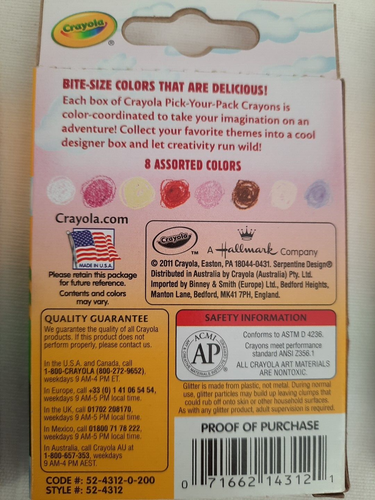 Crayola
®
BITE-SIZE COLORS THAT ARE DELICIOUS!
Each box of Crayola Pick-Your-Pack Crayons is
color-coordinated to take your imagination on an
adventure! Collect your favorite themes into a cool
designer box and let creativity run wild!
8 ASSORTED COLORS
Crayola.com
MADE IN U.S.A.
Please retain this package
for future reference.
Contents and colors
may vary.
Crayola ™ A Hallmark Company
© 2011 Crayola, Easton, PA 18044-0431. Serpentine Design®
Distributed in Australia by Crayola (Australia) Pty. Ltd.
Imported by Binney & Smith (Europe) Ltd., Bedford Heights,
Manton Lane, Bedford, MK41 7PH, England.
QUALITY GUARANTEE
We guarantee the quality of all Crayola
products. If this product does not
perform properly, please contact us.
In the U.S. and Canada, call
1-800-CRAYOLA (800-272-9652),
weekdays 9 AM-4 PM ET.
In Europe, call +33 (0) 1 41 06 54 54,
weekdays 9 AM-5 PM local time.
In the UK, call 01702 208170,
weekdays 9 AM-5 PM local time.
In Mexico, call 01800 71 78 222,
weekdays 9 AM-5 PM local time.
In Australia, call Crayola AU at
1-800-657-353, weekdays
9 AM-4 PM AEST.
CODE #: 52-4312-0-200
STYLE #: 52-4312
SAFETY INFORMATION
ACMI
AP
Conforms to ASTM D 4236.
Crayons meet performance
standard ANSI Z356.1
ALL CRAYOLA ART MATERIALS
ARE NONTOXIC.
Glitter is made from plastic, not metal. During normal
use, glitter particles may build up leaving clumps that
could rub off onto skin or other household surfaces.
As with any glitter product, adult supervision is required.
PROOF OF PURCHASE
0 71662 14312 1